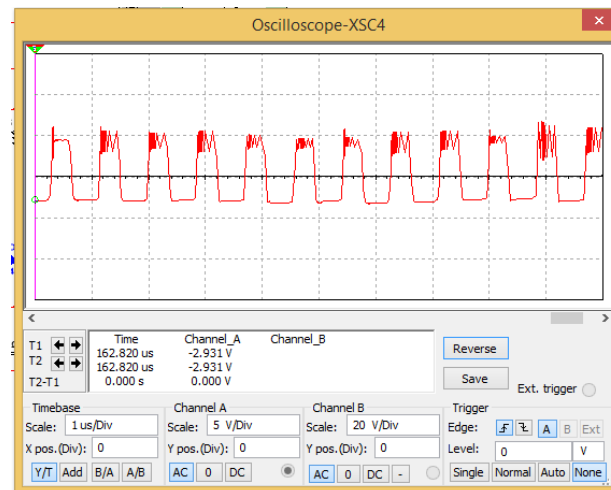 Oscilloscope-XSC4
Time Channel_A Channel_B
T1 162.820 us -2.931 V
T2 162.820 us -2.931 V
T2-T1 0.000 s 0.000 V
Reverse
Save
Ext. trigger
Timebase
Scale: 1 us/Div
X pos.(Div): 0
Y/T Add B/A A/B
Channel A
Scale: 5 V/Div
Y pos.(Div): 0
AC 0 DC
Channel B
Scale: 20 V/Div
Y pos.(Div): 0
AC 0 DC -
Trigger
Edge: A B Ext
Level: 0 V
Single Normal Auto None